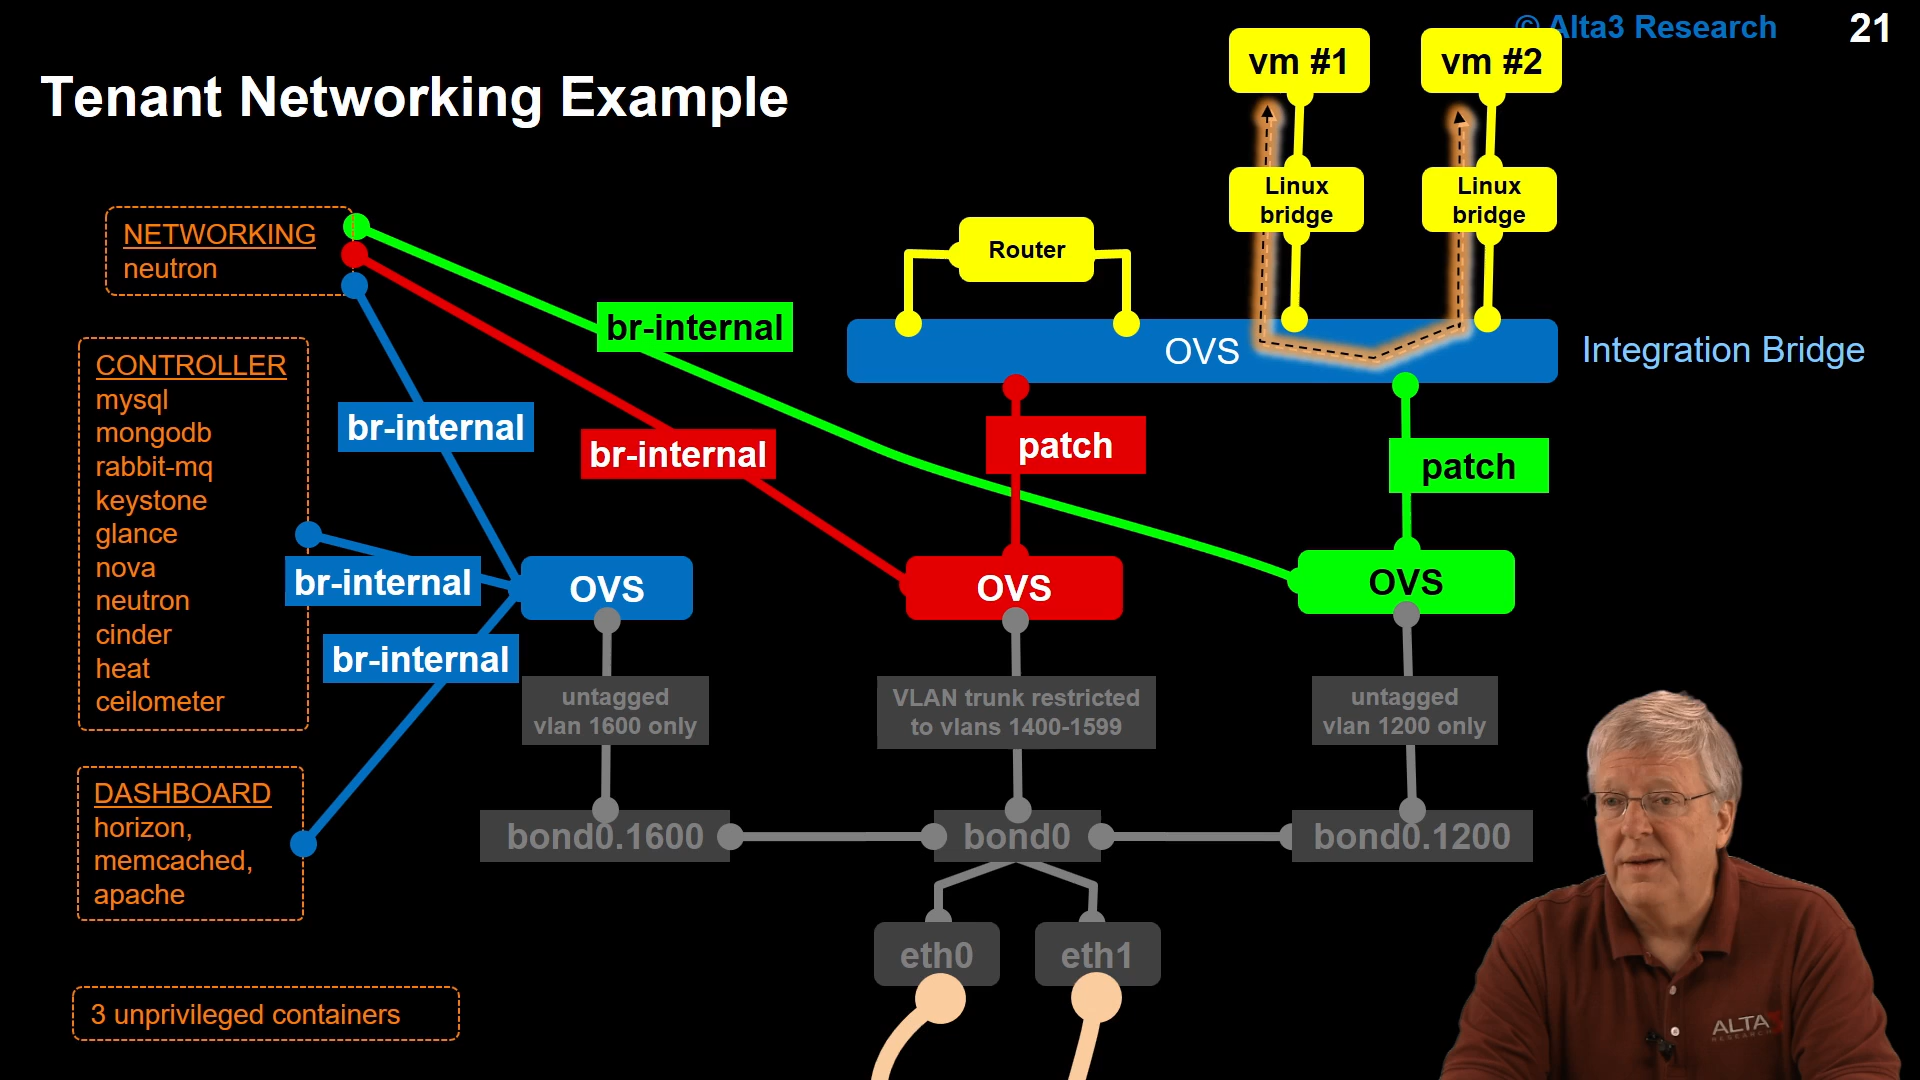 © Alta3 Research
21
Tenant Networking Example
vm #1
vm #2
Linux
bridge
Linux
bridge
Router
NETWORKING
neutron
br-internal
OVS
Integration Bridge
CONTROLLER
mysql
mongodb
rabbit-mq
keystone
glance
nova
neutron
cinder
heat
ceilometer
br-internal
br-internal
patch
patch
br-internal
OVS
OVS
OVS
br-internal
untagged
vlan 1600 only
VLAN trunk restricted
to vlans 1400-1599
untagged
vlan 1200 only
DASHBOARD
horizon,
memcached,
apache
bond0.1600
bond0
bond0.1200
eth0
eth1
3 unprivileged containers
ALTA3
RESEARCH